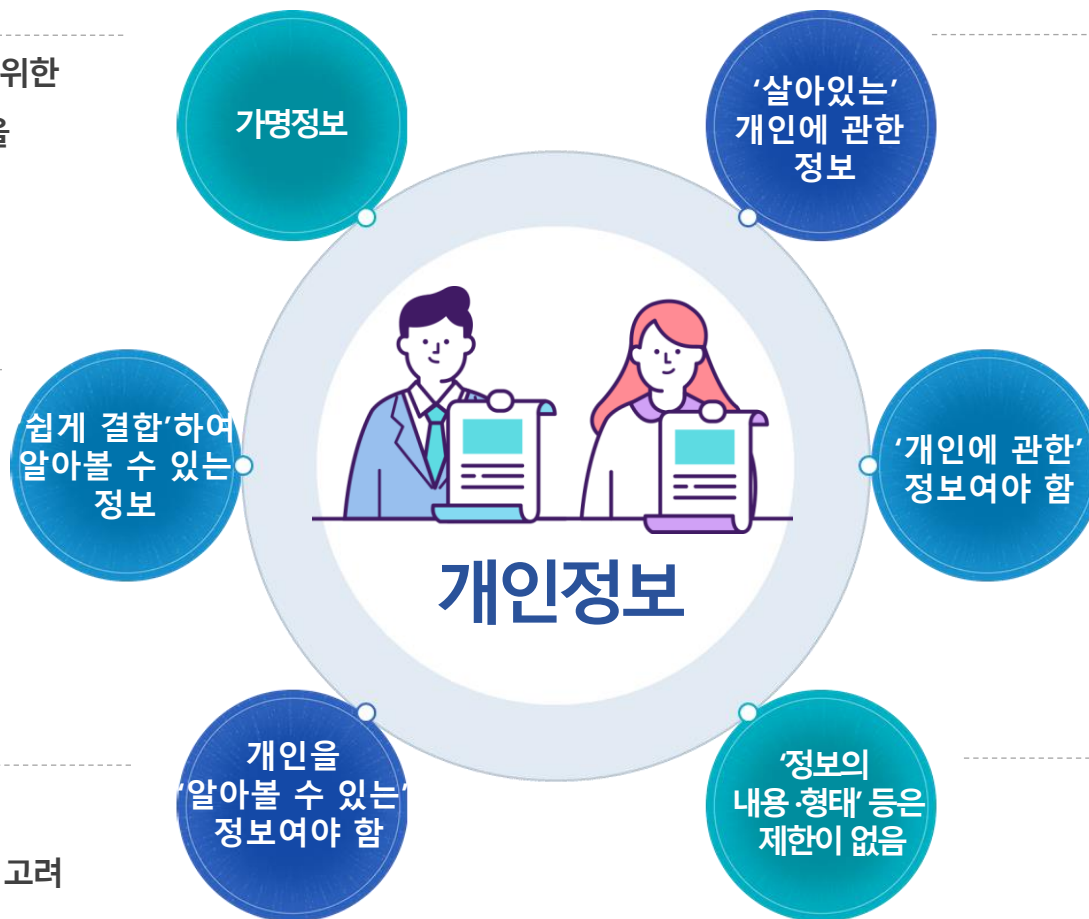 위한
을
가명정보
‘살아있는’
개인에 관한
정보
쉽게 결합’하여
알아볼 수 있는
정보
‘개인에 관한’
정보여야 함
개인정보
개인을
‘알아볼 수 있는’
정보여야 함
‘정보의
내용·형태’ 등은
제한이 없음
고려